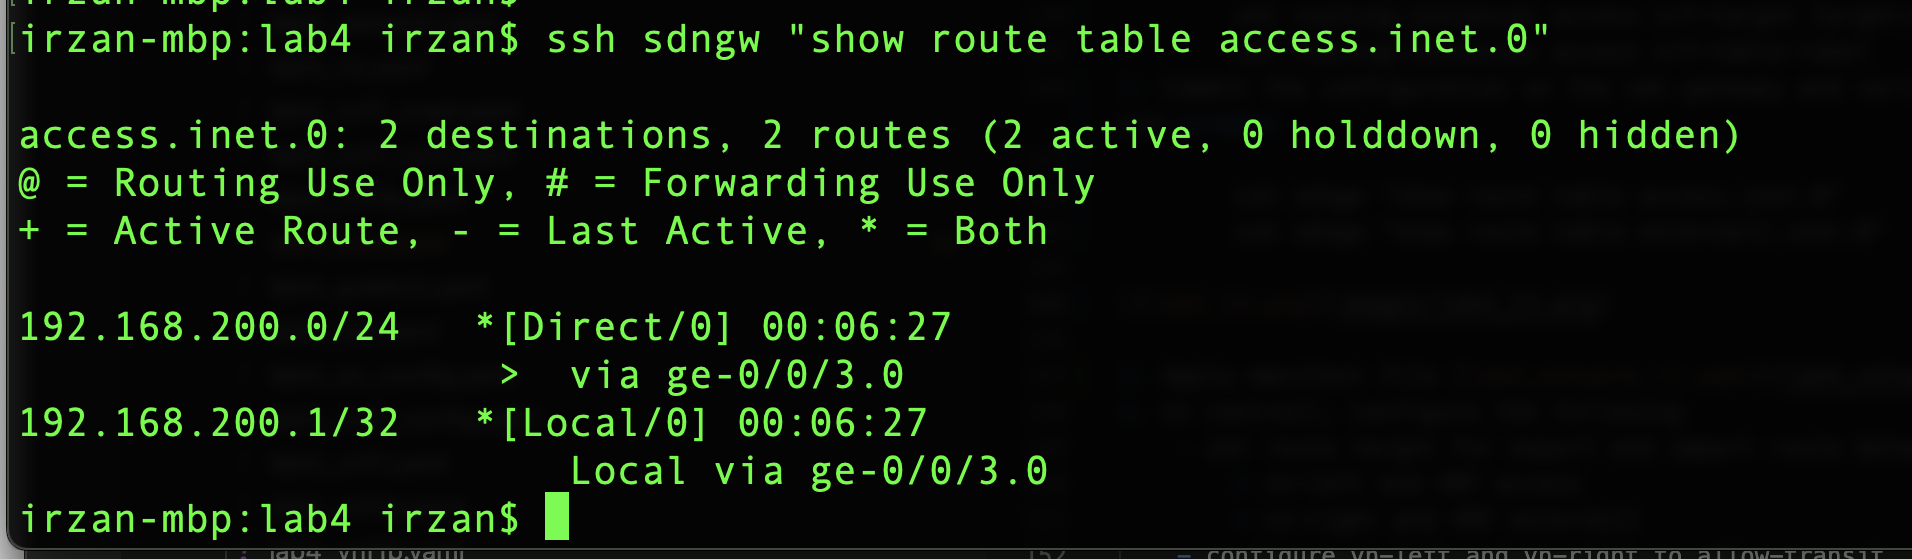 [irzan-mbp:lab4 irzan$ ssh sdngw "show route table access.inet.0"
access.inet.0: 2 destinations, 2 routes (2 active, 0 holddown, 0 hidden)
@ = Routing Use Only, # = Forwarding Use Only
+ = Active Route, - = Last Active, * = Both
192.168.200.0/24   *[Direct/0] 00:06:27
                    >  via ge-0/0/3.0
192.168.200.1/32   *[Local/0] 00:06:27
                       Local via ge-0/0/3.0
irzan-mbp:lab4 irzan$